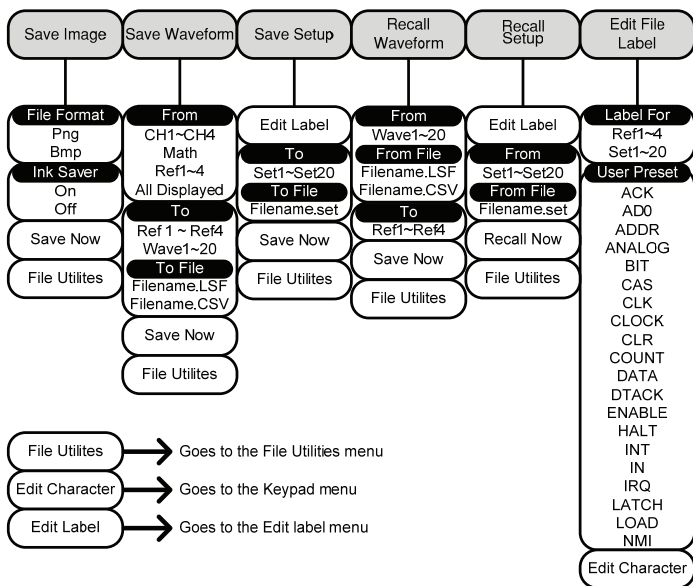 Save Image
Save Waveform
Save Setup
Recall
Waveform
Recall
Setup
Edit File
Label
File Format
Png
Bmp
Ink Saver
On
Off
Save Now
File Utilites
From
CH1~CH4
Math
Ref1~4
All Displayed
To
Ref 1 ~ Ref4
Wave1~20
To File
Filename.LSF
Filename.CSV
Save Now
File Utilites
Edit Label
To
Set1~Set20
To File
Filename.set
Save Now
File Utilites
From
Wave1~20
From File
Filename.LSF
Filename.CSV
To
Ref1~Ref4
Save Now
File Utilites
Edit Label
From
Set1~Set20
From File
Filename.set
Recall Now
File Utilites
Label For
Ref1~4
Set1~20
User Preset
ACK
AD0
ADDR
ANALOG
BIT
CAS
CLK
CLOCK
CLR
COUNT
DATA
DTACK
ENABLE
HALT
INT
IN
IRQ
LATCH
LOAD
NMI
Edit Character
File Utilites
Goes to the File Utilities menu
Edit Character
Goes to the Keypad menu
Edit Label
Goes to the Edit label menu